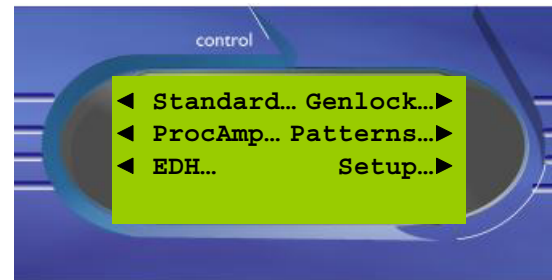 control
◄ Standard… Genlock…►
◄ ProcAmp… Patterns…►
◄ EDH… Setup…►